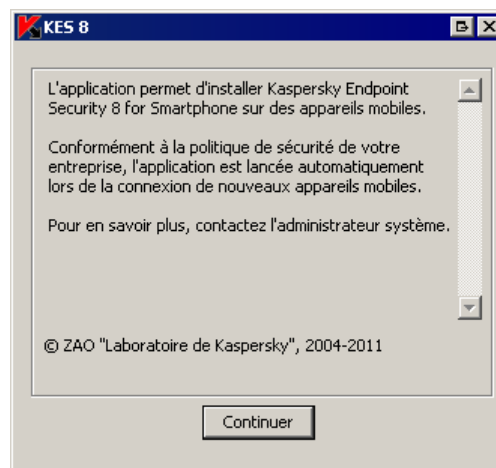 KES 8
L'application permet d'installer Kaspersky Endpoint
Security 8 for Smartphone sur des appareils mobiles.
Conformément à la politique de sécurité de votre
entreprise, l'application est lancée automatiquement
lors de la connexion de nouveaux appareils mobiles.
Pour en savoir plus, contactez l'administrateur système.
© ZAO "Laboratoire de Kaspersky", 2004-2011
Continuer